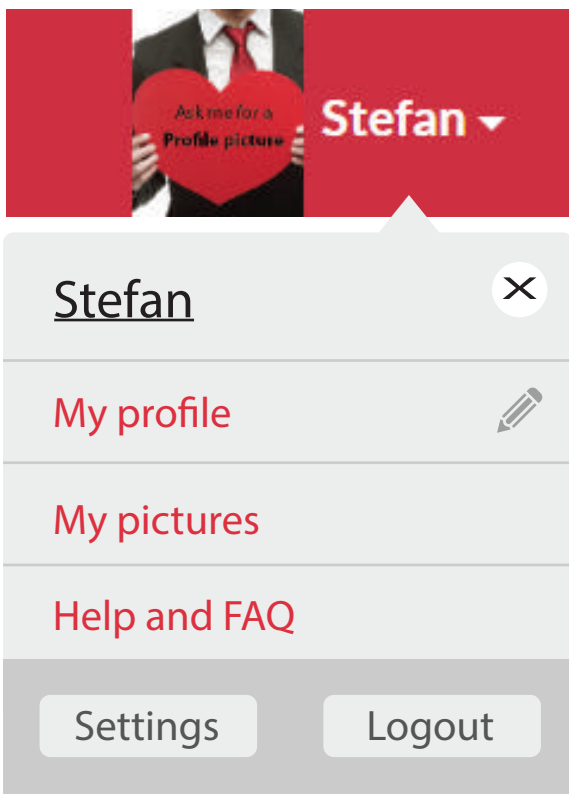 Ask me for a
Profile picture
Stefan
Stefan
My profile
My pictures
Help and FAQ
Settings
Logout